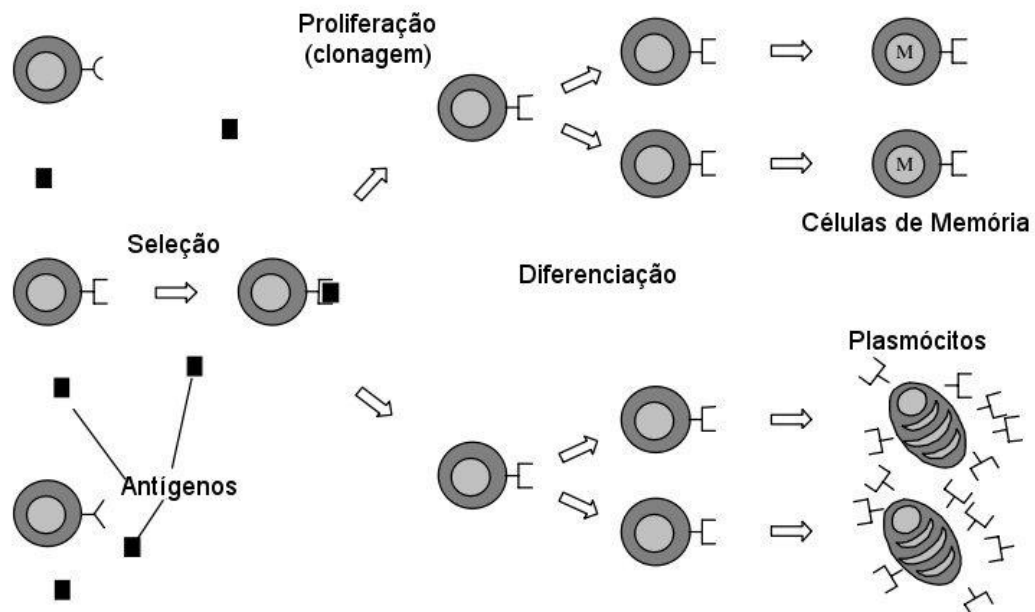 Proliferação
(clonagem)
M
M
Células de Memória
Seleção
Diferenciação
Plasmócitos
Antígenos